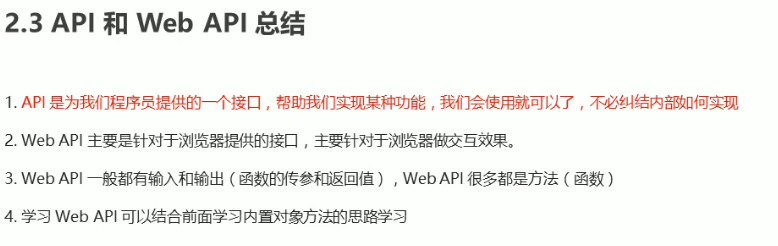 2.3 API 和 Web API 总结
1. API 是为我们程序员提供的一个接口，帮助我们实现某种功能，我们会使用就可以了，不必纠结内部如何实现
2. Web API 主要是针对于浏览器提供的接口，主要针对于浏览器做交互效果。
3. Web API 一般都有输入和输出（函数的传参和返回值），Web API 很多都是方法（函数）
4. 学习 Web API 可以结合前面学习内置对象方法的思路学习